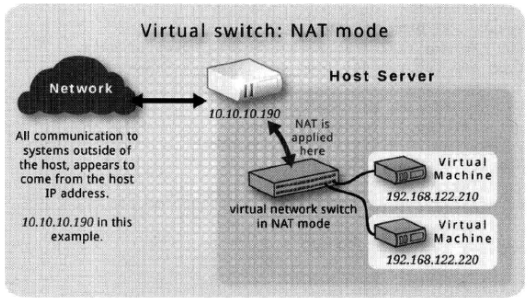 Virtual switch: NAT mode
Network
Host Server
10.10.10.190
All communication to
systems outside of
the host, appears to
come from the host
IP address.
10.10.10.190 in this
example.
NAT is
applied
here
virtual network switch
in NAT mode
Virtual
Machine
192.168.122.210
Virtual
Machine
192.168.122.220